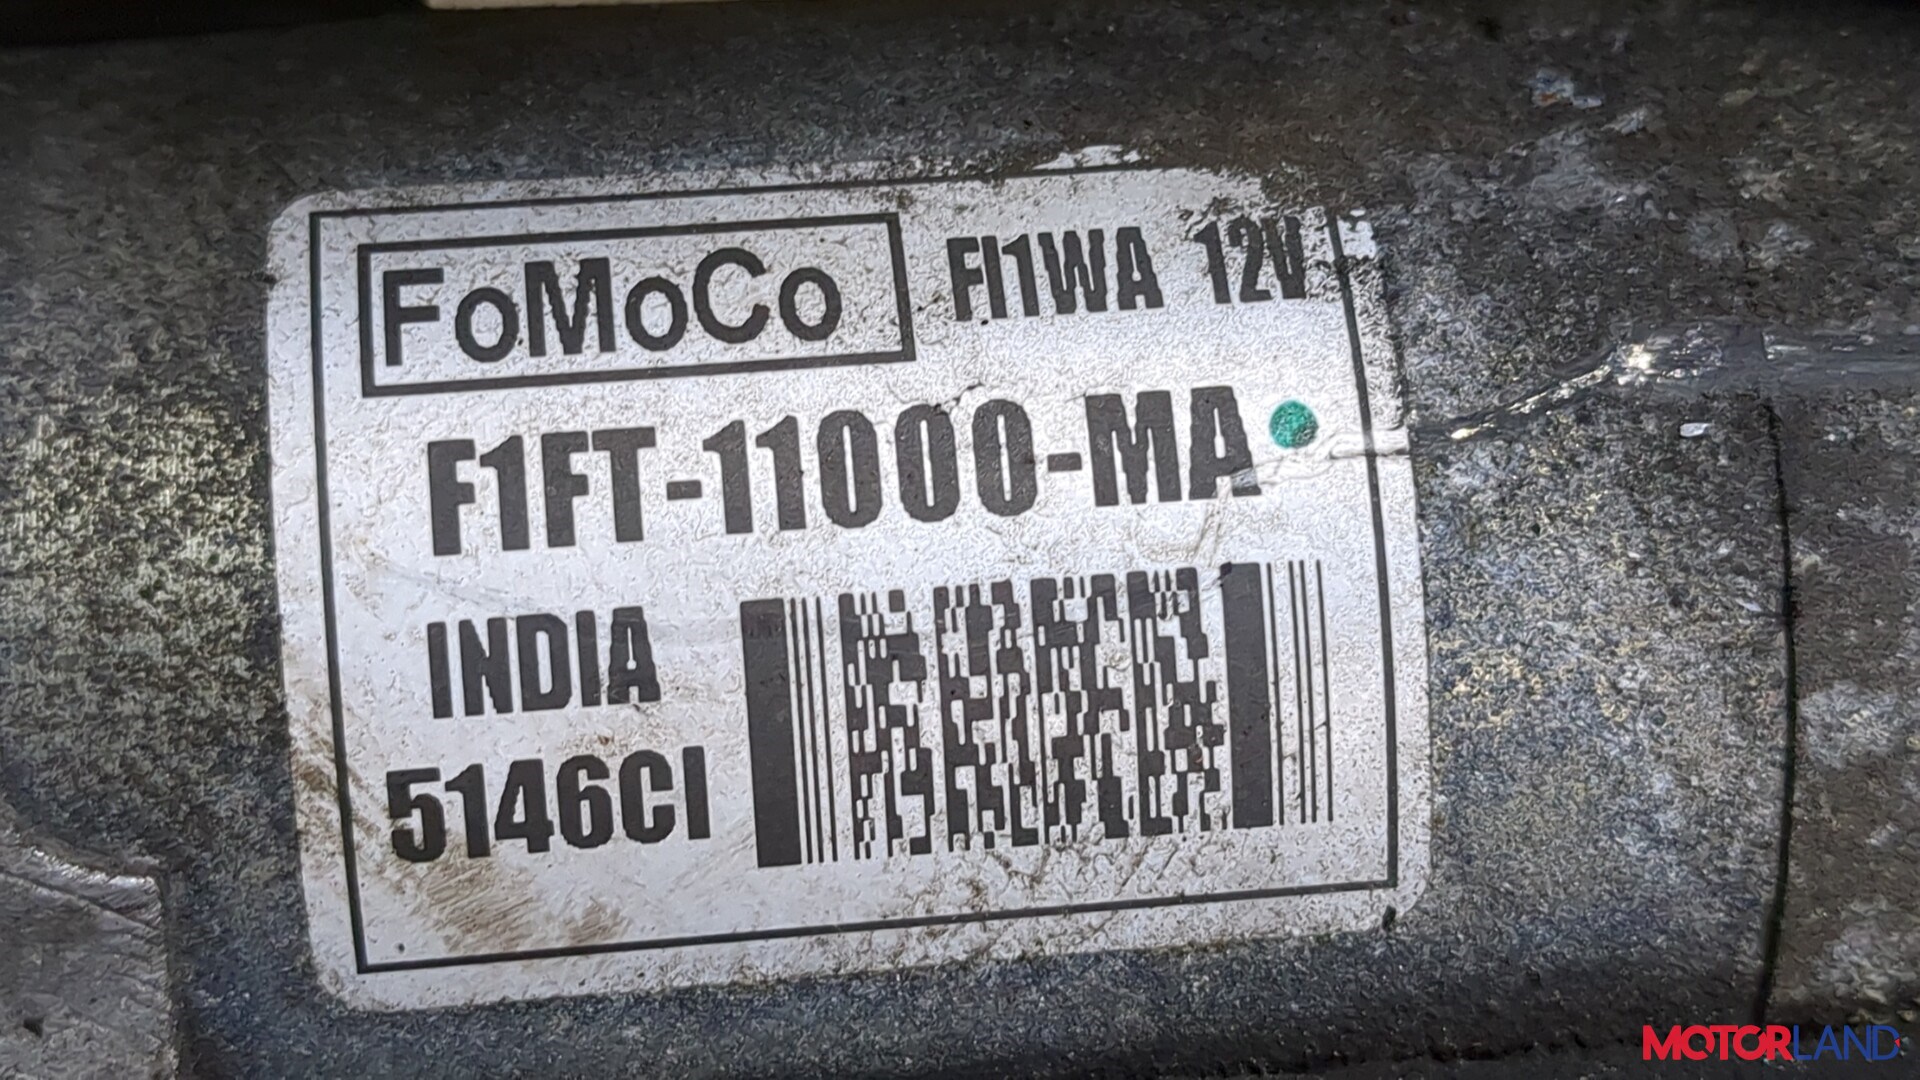 FoMoCo FI1WA 12V
F1FT-11000-MA
INDIA
5146CI
MOTORLAND